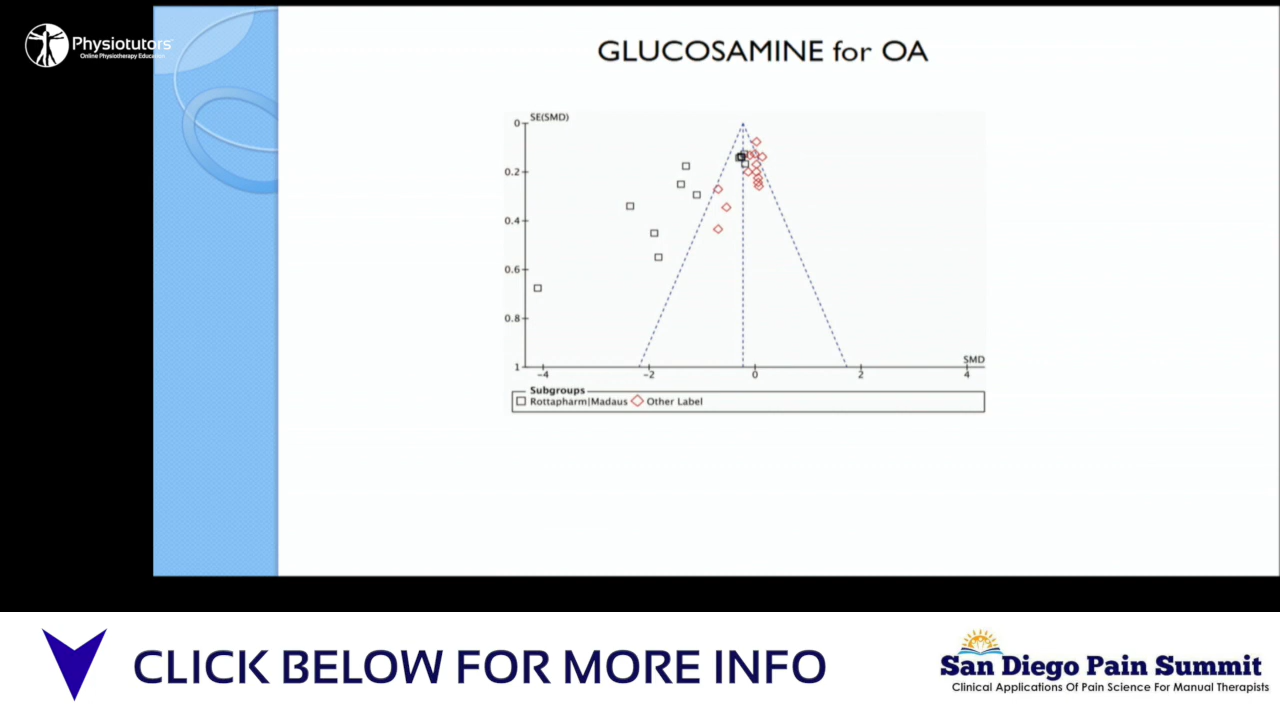 Physiotutors
Online Physiotherapy Education
GLUCOSAMINE for OA
SE(SMD)
0
0.2
0.4
0.6
0.8
1
SMD
-4
-2
0
2
4
Subgroups
Rottapharm|Madaus Other Label
CLICK BELOW FOR MORE INFO
San Diego Pain Summit
Clinical Applications Of Pain Science For Manual Therapists